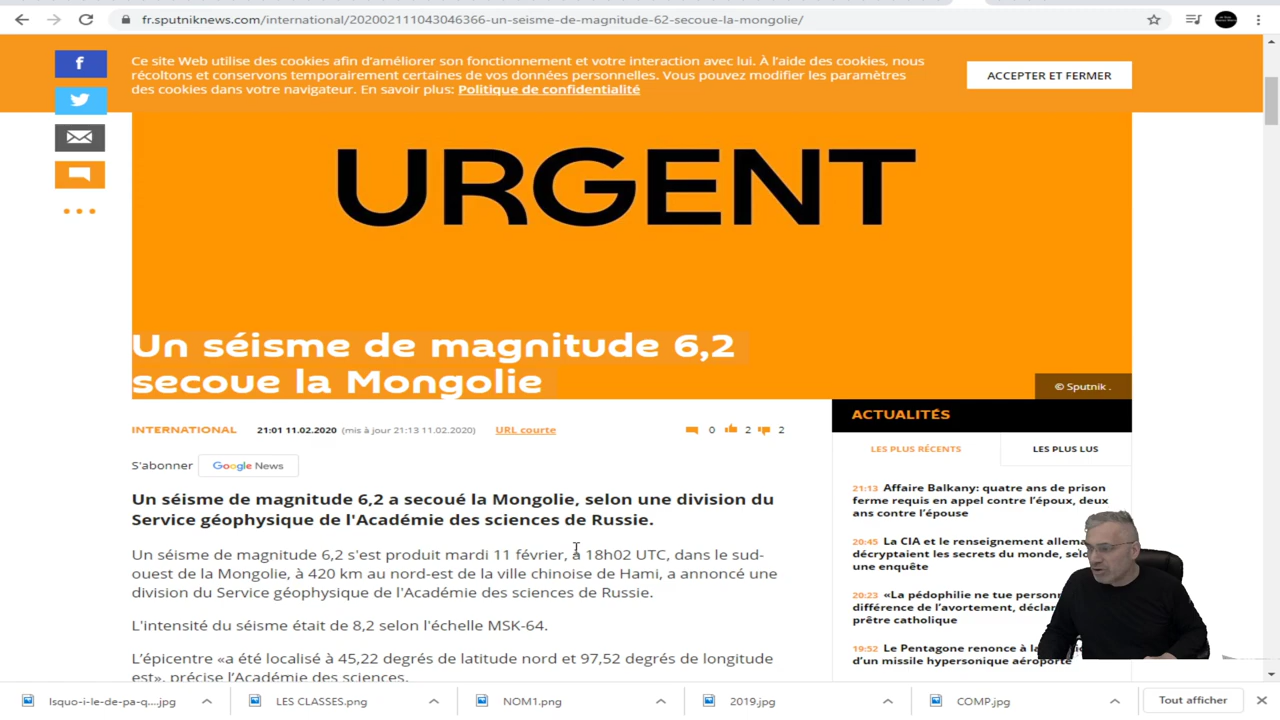 fr.sputniknews.com/international/202002111043046366-un-seisme-de-magnitude-62-secoue-la-mongolie/
f
Ce site Web utilise des cookies afin d’améliorer son fonctionnement et votre interaction avec lui. À l’aide des cookies, nous
récoltons et conservons temporairement certaines de vos données personnelles. Vous pouvez modifier les paramètres
des cookies dans votre navigateur. En savoir plus: Politique de confidentialité
ACCEPTER ET FERMER
URGENT
Un séisme de magnitude 6,2
secoue la Mongolie
© Sputnik .
INTERNATIONAL 21:01 11.02.2020 (mis à jour 21:13 11.02.2020) URL courte 0 2 2
S'abonner Google News
Un séisme de magnitude 6,2 a secoué la Mongolie, selon une division du
Service géophysique de l'Académie des sciences de Russie.
Un séisme de magnitude 6,2 s'est produit mardi 11 février, à 18h02 UTC, dans le sud-
ouest de la Mongolie, à 420 km au nord-est de la ville chinoise de Hami, a annoncé une
division du Service géophysique de l'Académie des sciences de Russie.
L'intensité du séisme était de 8,2 selon l'échelle MSK-64.
L’épicentre «a été localisé à 45,22 degrés de latitude nord et 97,52 degrés de longitude
est», précise l’Académie des sciences.
ACTUALITÉS
LES PLUS RÉCENTS LES PLUS LUS
21:13 Affaire Balkany: quatre ans de prison
ferme requis en appel contre l’époux, deux
ans contre l’épouse
20:45 La CIA et le renseignement
décryptaient les secrets du monde,
une enquête
20:23 «La pédophilie ne tue
différence de l’avortement,
prêtre catholique
19:52 Le Pentagone renonce à
d’un missile hypersonique aéroporté
lsquo-i-le-de-pa-q....jpg LES CLASSES.png NOM1.png 2019.jpg COMP.jpg Tout afficher